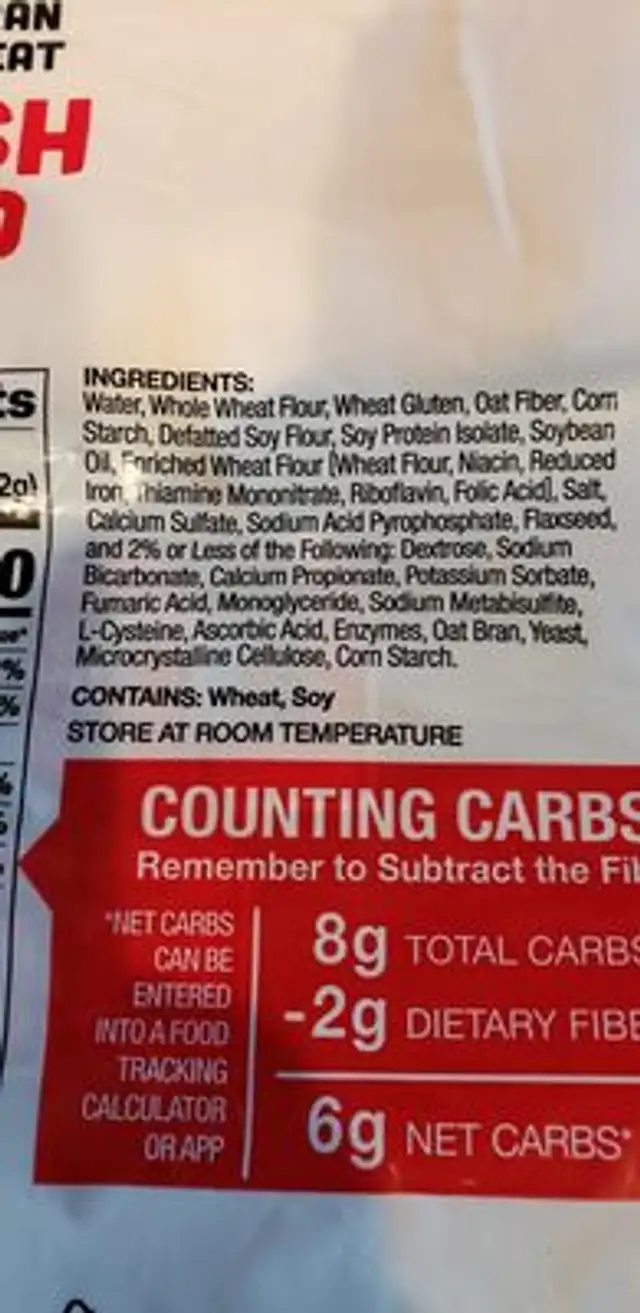 AN
EAT
SH
INGREDIENTS:
Water, Whole Wheat Flour, Wheat Gluten, Oat Fiber, Corn
Starch, Defatted Soy Flour, Soy Protein Isolate, Soybean
Oil, Enriched Wheat Flour [Wheat Flour, Niacin, Reduced
Iron, Thiamine Mononitrate, Riboflavin, Folic Acid], Salt,
Calcium Sulfate, Sodium Acid Pyrophosphate, Flaxseed,
and 2% or Less of the Following: Dextrose, Sodium
Bicarbonate, Calcium Propionate, Potassium Sorbate,
Fumaric Acid, Monoglyceride, Sodium Metabisulfite,
L-Cysteine, Ascorbic Acid, Enzymes, Oat Bran, Yeast,
Microcrystalline Cellulose, Corn Starch.
CONTAINS: Wheat, Soy
STORE AT ROOM TEMPERATURE
ts
2g)
0
%
%
%
COUNTING CARBS
Remember to Subtract the Fi
*NET CARBS
CAN BE
ENTERED
INTO A FOOD
TRACKING
CALCULATOR
OR APP
8g TOTAL CARBS
-2g DIETARY FIBE
6g NET CARBS*